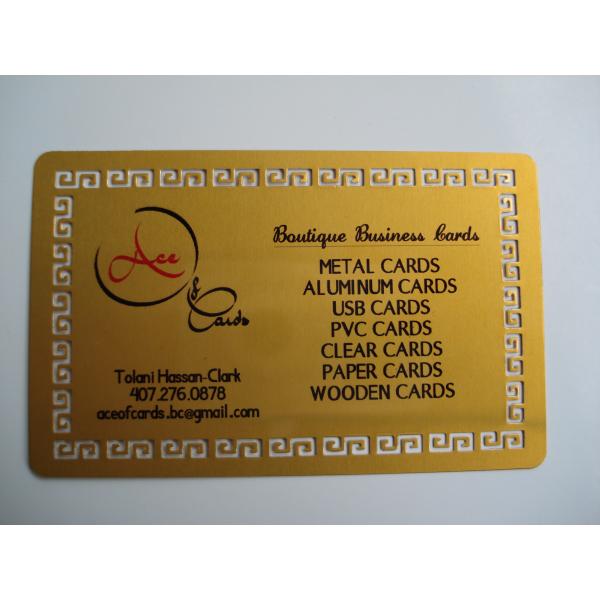 Ace
of
Cards
Tolani Hassan-Clark
407.276.0878
aceofcards.bc@gmail.com
Boutique Business Cards
METAL CARDS
ALUMINUM CARDS
USB CARDS
PVC CARDS
CLEAR CARDS
PAPER CARDS
WOODEN CARDS